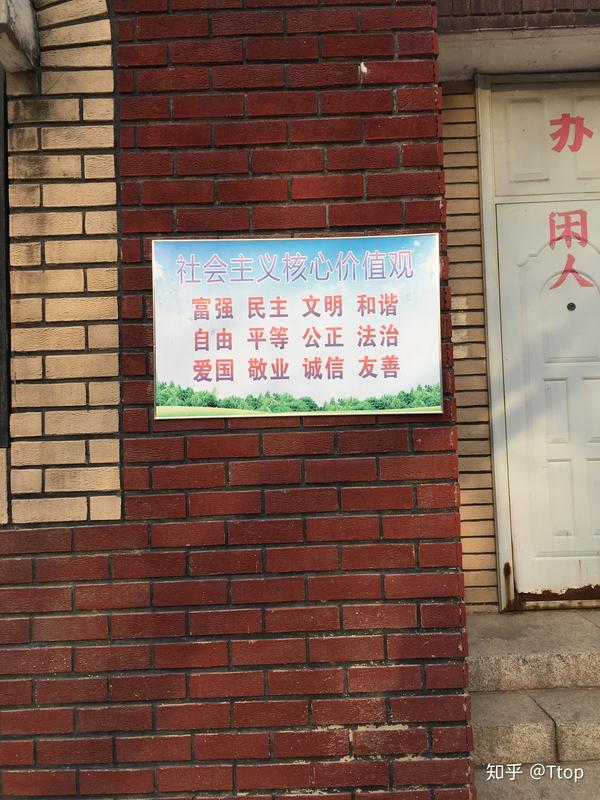 社会主义核心价值观
富强 民主 文明 和谐
自由 平等 公正 法治
爱国 敬业 诚信 友善
办
闲
人
知乎 @Ttop